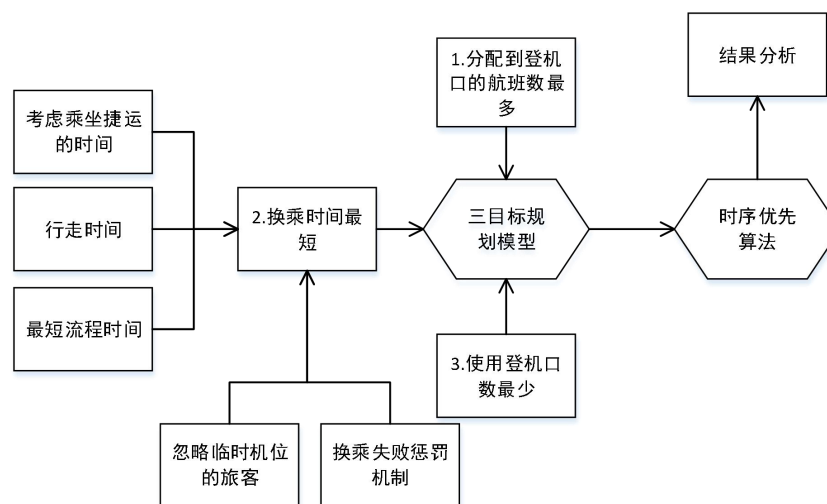 1.分配到登机
口的航班数最
多
结果分析
考虑乘坐捷运
的时间
行走时间
2.换乘时间最
短
三目标规
划模型
时序优先
算法
最短流程时间
3.使用登机口
数最少
忽略临时机位
的旅客
换乘失败惩罚
机制